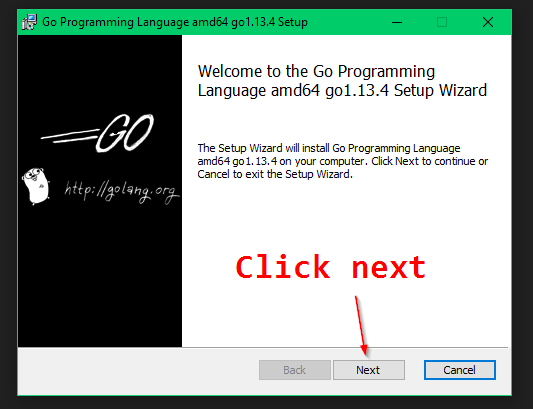 Go Programming Language amd64 go1.13.4 Setup
Welcome to the Go Programming
Language amd64 go1.13.4 Setup Wizard
GO
http://golang.org
The Setup Wizard will install Go Programming Language
amd64 go1.13.4 on your computer. Click Next to continue or
Cancel to exit the Setup Wizard.
Click next
Back
Next
Cancel